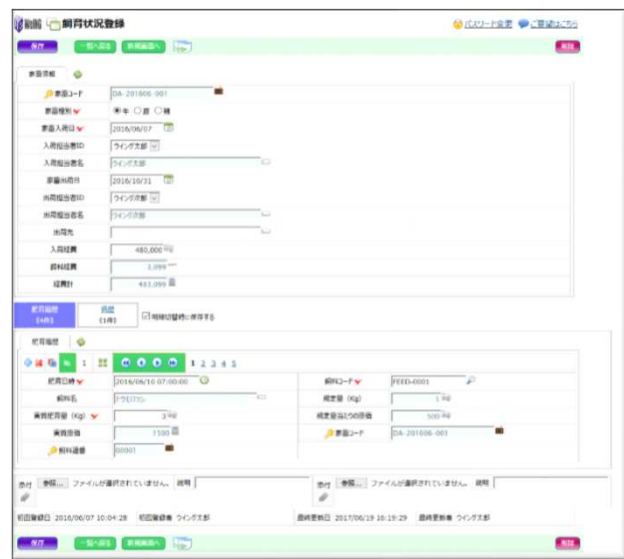 飼育状況登録
パスワード変更 ご要望はこちら
保存 一覧へ戻る 新規画面へ 削除
家畜情報
家畜コード DA-201606-001
家畜種別 牛 豚 鶏
家畜入荷日 2016/06/07
入荷担当者ID ウイング太郎
入荷担当者名 ウイング太郎
家畜出荷日 2016/10/31
出荷担当者ID ウイング次郎
出荷担当者名 ウイング次郎
出荷先
入荷経費 480,000
飼料経費 3,099
経費計 483,099
肥育履歴 処置
[4件] [1件] 明細切替時に保存する
肥育履歴
1 1 2 3 4 5
肥育日時 2016/06/10 07:00:00 飼料コード FEED-0001
飼料名 規定量 (Kg) 1
実質肥育量 (Kg) 3 規定量当たりの原価 500
実質原価 1500 家畜コード DA-201606-001
飼料連番 00001
添付 参照... ファイルが選択されていません。 説明 添付 参照... ファイルが選択されていません。 説明
初回登録日 2016/06/07 10:04:28 初回登録者 ウイング太郎 最終更新日 2017/06/19 16:19:29 最終更新者 ウイング太郎
保存 一覧へ戻る 新規画面へ 削除